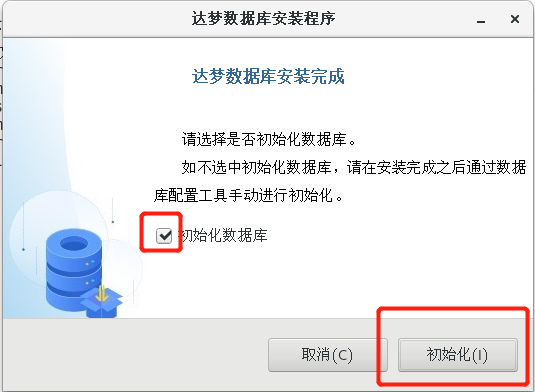 达梦数据库安装程序
达梦数据库安装完成
请选择是否初始化数据库。
如不选中初始化数据库，请在安装完成之后通过数据
库配置工具手动进行初始化。
初始化数据库
取消(C)
初始化(I)